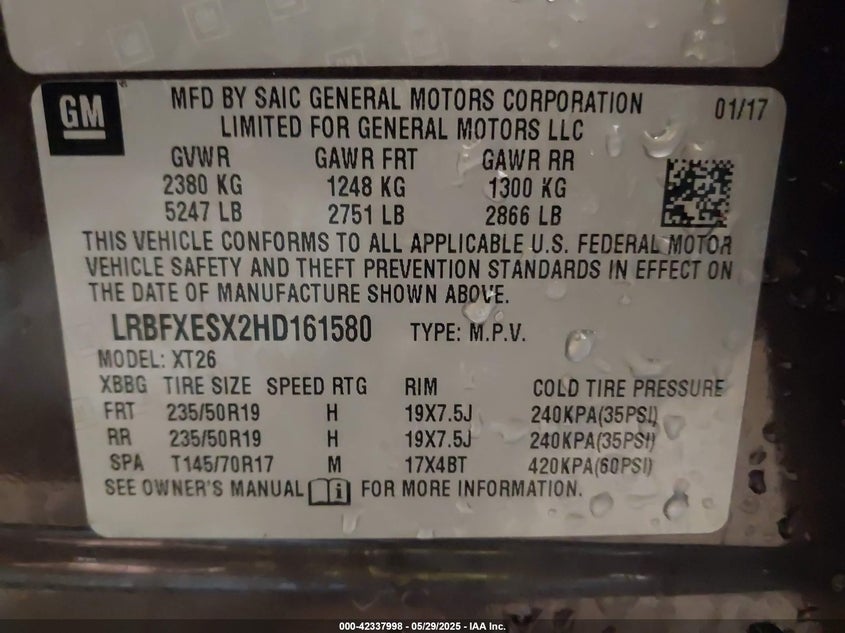 GM
MFD BY SAIC GENERAL MOTORS CORPORATION 01/17
LIMITED FOR GENERAL MOTORS LLC
GVWR GAWR FRT GAWR RR
2380 KG 1248 KG 1300 KG
5247 LB 2751 LB 2866 LB
THIS VEHICLE CONFORMS TO ALL APPLICABLE U.S. FEDERAL MOTOR
VEHICLE SAFETY AND THEFT PREVENTION STANDARDS IN EFFECT ON
THE DATE OF MANUFACTURE SHOWN ABOVE.
LRBFXESX2HD161580 TYPE: M.P.V.
MODEL: XT26
XBBG TIRE SIZE SPEED RTG RIM COLD TIRE PRESSURE
FRT 235/50R19 H 19X7.5J 240KPA(35PSI)
RR 235/50R19 H 19X7.5J 240KPA(35PSI)
SPA T145/70R17 M 17X4BT 420KPA(60PSI)
SEE OWNER'S MANUAL FOR MORE INFORMATION.
000-42337998 - 05/29/2025 - IAA Inc.